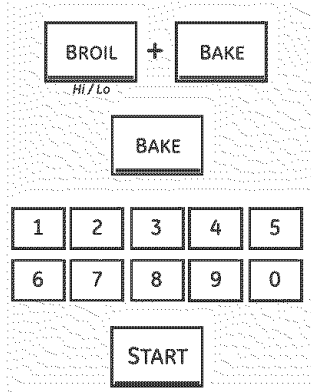 BROIL + BAKE
Hi / Lo
BAKE
1 2 3 4 5
6 7 8 9 0
START